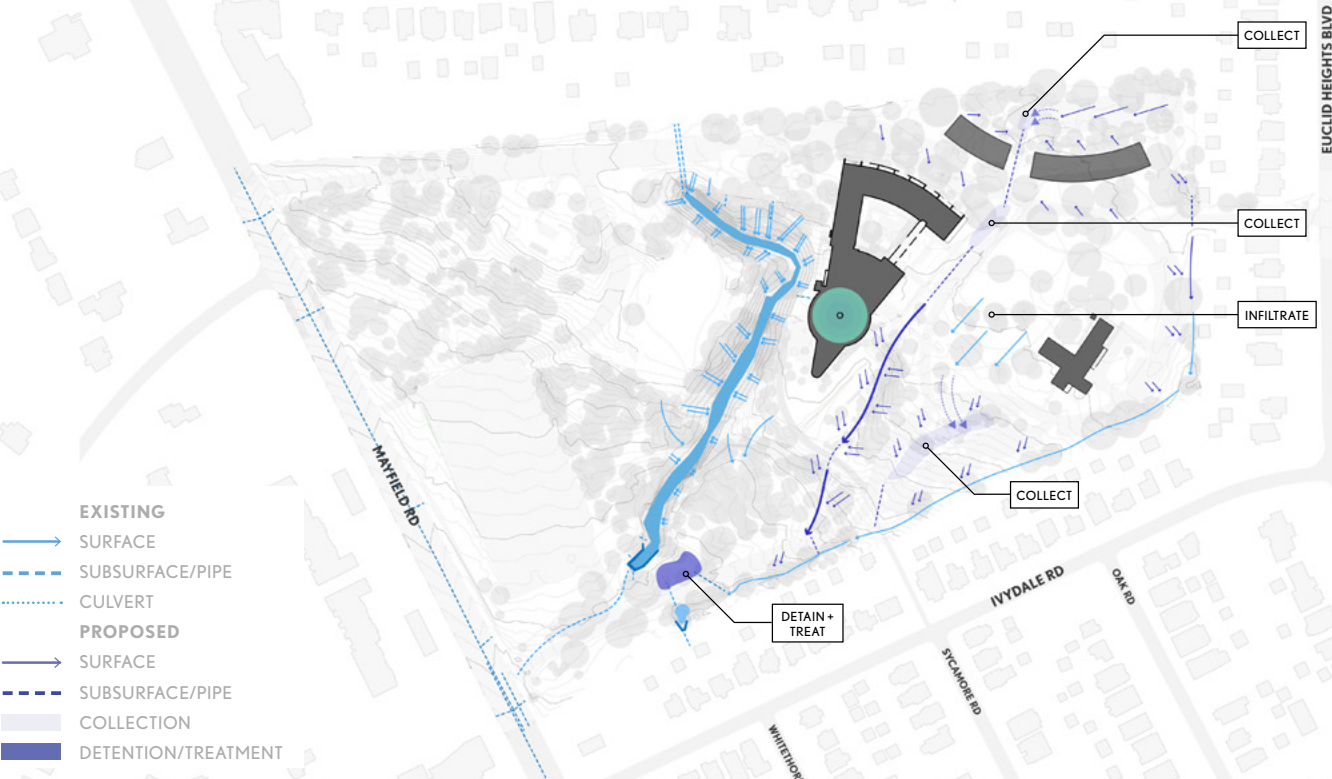 EUCLID HEIGHTS BLVD
COLLECT
COLLECT
INFILTRATE
COLLECT
MAYFIELD RD
DETAIN +
TREAT
IVYDALE RD
OAK RD
SYCAMORE RD
EXISTING
SURFACE
SUBSURFACE/PIPE
CULVERT
PROPOSED
SURFACE
SUBSURFACE/PIPE
COLLECTION
DETENTION/TREATMENT